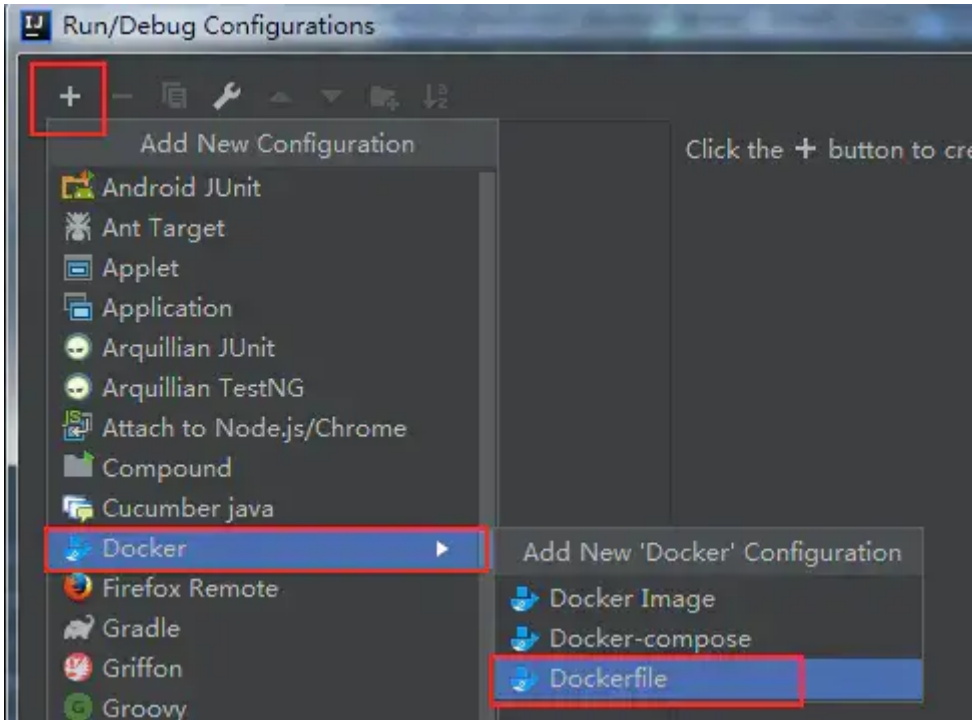 Run/Debug Configurations
Add New Configuration
Click the + button to cre
Android JUnit
Ant Target
Applet
Application
Arquillian JUnit
Arquillian TestNG
Attach to Node.js/Chrome
Compound
Cucumber java
Docker
Add New 'Docker' Configuration
Firefox Remote
Docker Image
Gradle
Docker-compose
Griffon
Dockerfile
Groovy